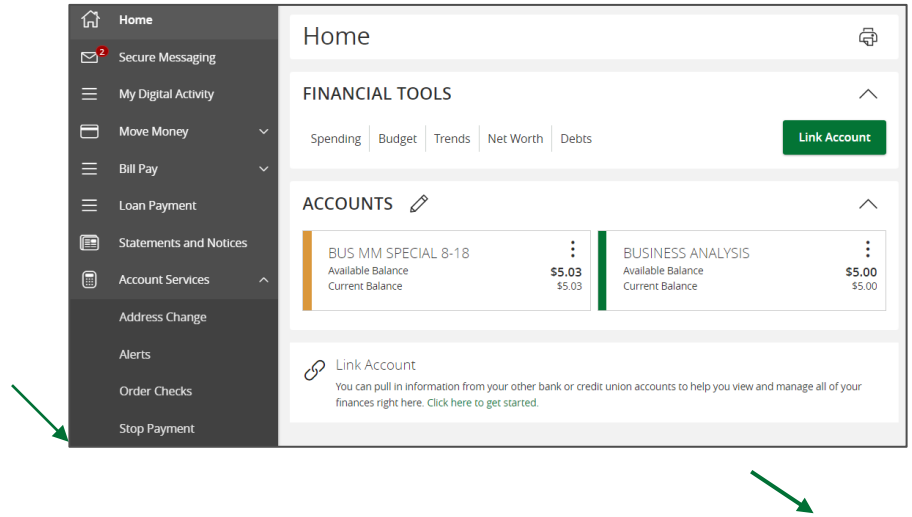 Home
2
Secure Messaging
My Digital Activity
Move Money
Bill Pay
Loan Payment
Statements and Notices
Account Services
Address Change
Alerts
Order Checks
Stop Payment
Home
FINANCIAL TOOLS
Spending Budget Trends Net Worth Debts
Link Account
ACCOUNTS
BUS MM SPECIAL 8-18
Available Balance $5.03
Current Balance $5.03
BUSINESS ANALYSIS
Available Balance $5.00
Current Balance $5.00
Link Account
You can pull in information from your other bank or credit union accounts to help you view and manage all of your
finances right here. Click here to get started.